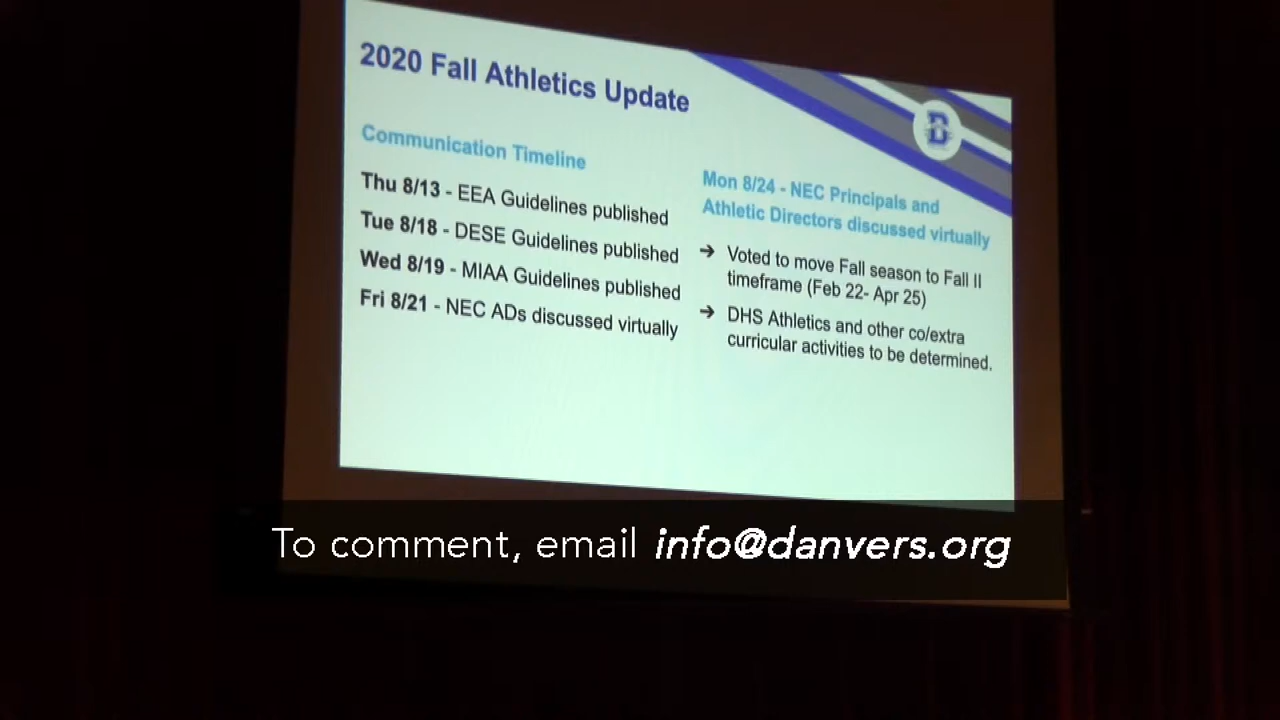 2020 Fall Athletics Update
Communication Timeline
Thu 8/13 - EEA Guidelines published
Tue 8/18 - DESE Guidelines published
Wed 8/19 - MIAA Guidelines published
Fri 8/21 - NEC ADs discussed virtually
D
Mon 8/24 - NEC Principals and
Athletic Directors discussed virtually
➔ Voted to move Fall season to Fall II
timeframe (Feb 22- Apr 25)
➔ DHS Athletics and other co/extra
curricular activities to be determined.
To comment, email info@danvers.org